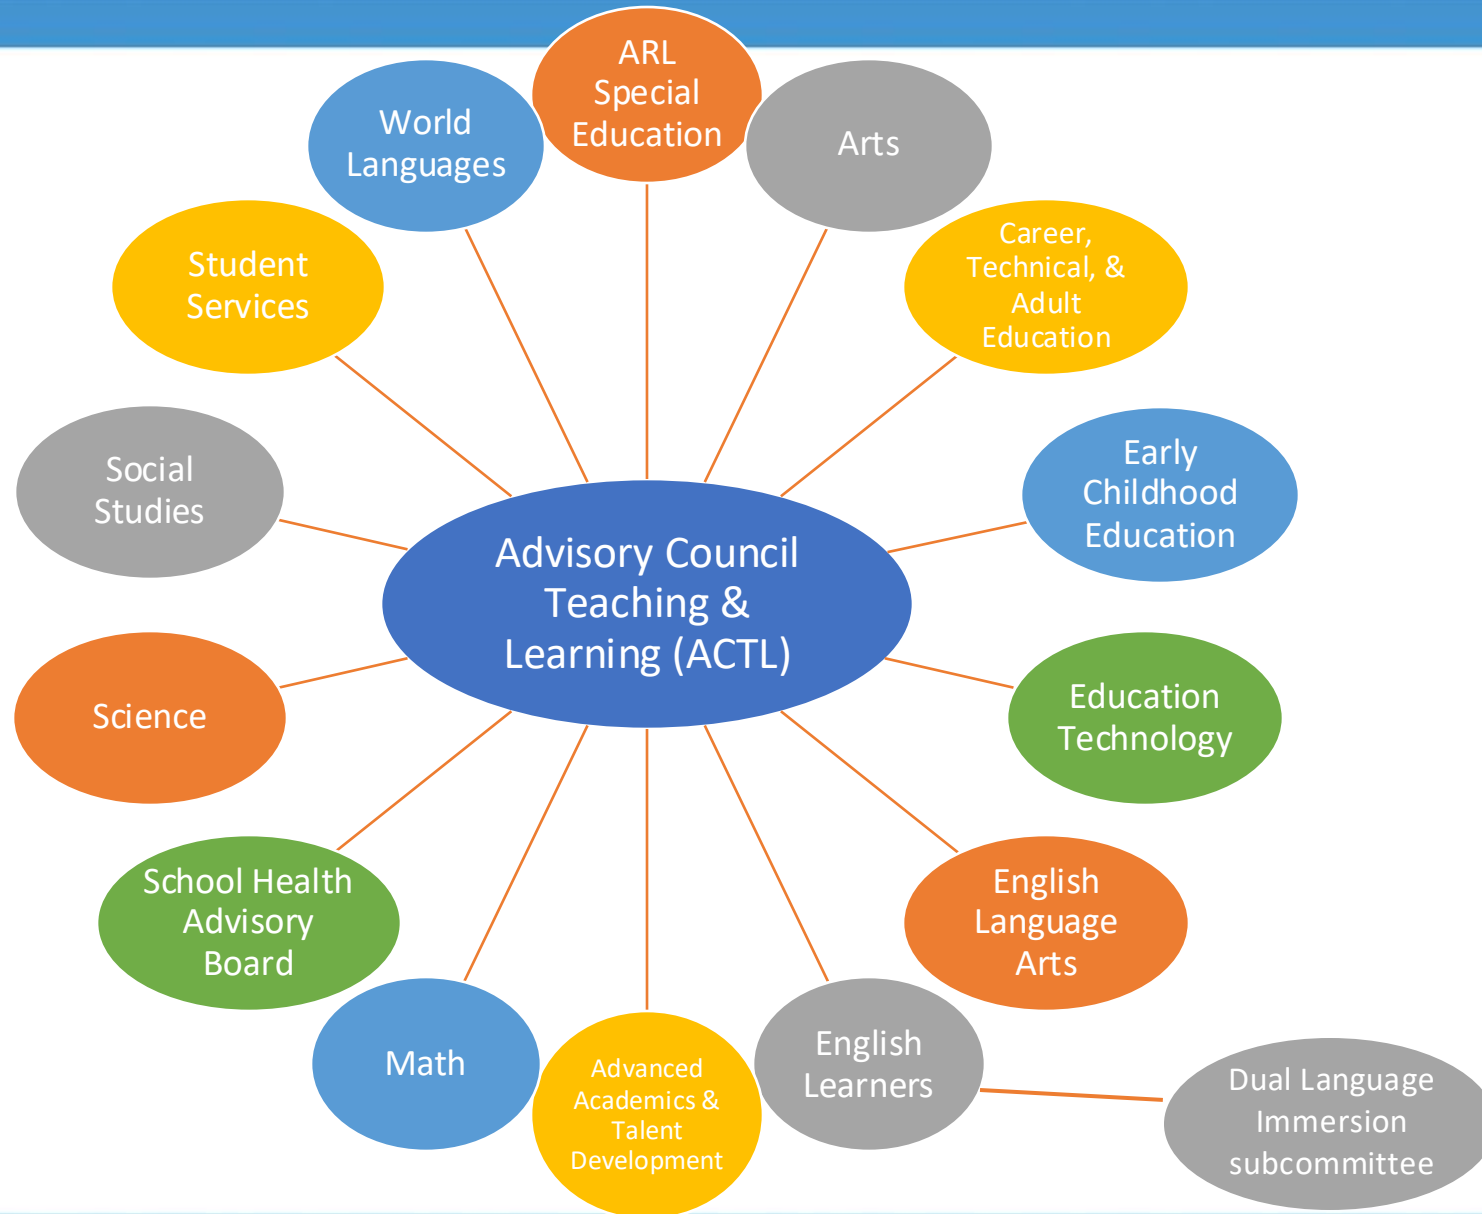 ARL
Special
Education
World
Languages
Arts
Student
Services
Career,
Technical, &
Adult
Education
Social
Studies
Early
Childhood
Education
Advisory Council
Teaching &
Learning (ACTL)
Science
Education
Technology
School Health
Advisory
Board
English
Language
Arts
Math
Advanced
Academics &
Talent
Development
English
Learners
Dual Language
Immersion
subcommittee